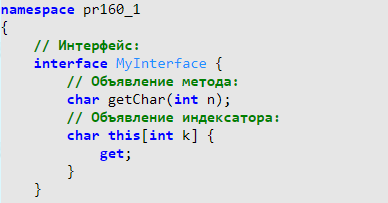 namespace pr160_1
{
// Интерфейс:
interface MyInterface {
// Объявление метода:
char getChar(int n);
// Объявление индексатора:
char this[int k] {
get;
}
}